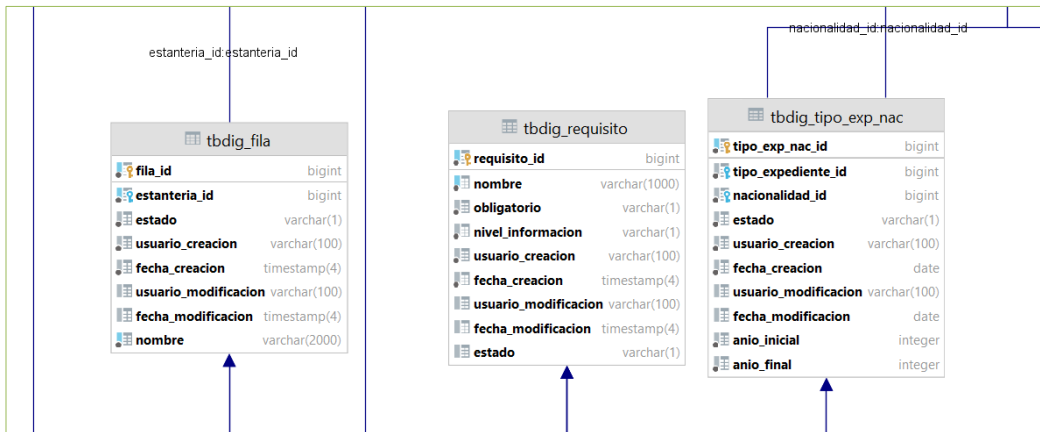 nacionalidad_id:nacionalidad_id
estanteria_id:estanteria_id
tbdig_fila
fila_id bigint
estanteria_id bigint
estado varchar(1)
usuario_creacion varchar(100)
fecha_creacion timestamp(4)
usuario_modificacion varchar(100)
fecha_modificacion timestamp(4)
nombre varchar(2000)
tbdig_requisito
requisito_id bigint
nombre varchar(1000)
obligatorio varchar(1)
nivel_informacion varchar(1)
usuario_creacion varchar(100)
fecha_creacion timestamp(4)
usuario_modificacion varchar(100)
fecha_modificacion timestamp(4)
estado varchar(1)
tbdig_tipo_exp_nac
tipo_exp_nac_id bigint
tipo_expediente_id bigint
nacionalidad_id bigint
estado varchar(1)
usuario_creacion varchar(100)
fecha_creacion date
usuario_modificacion varchar(100)
fecha_modificacion date
anio_inicial integer
anio_final integer